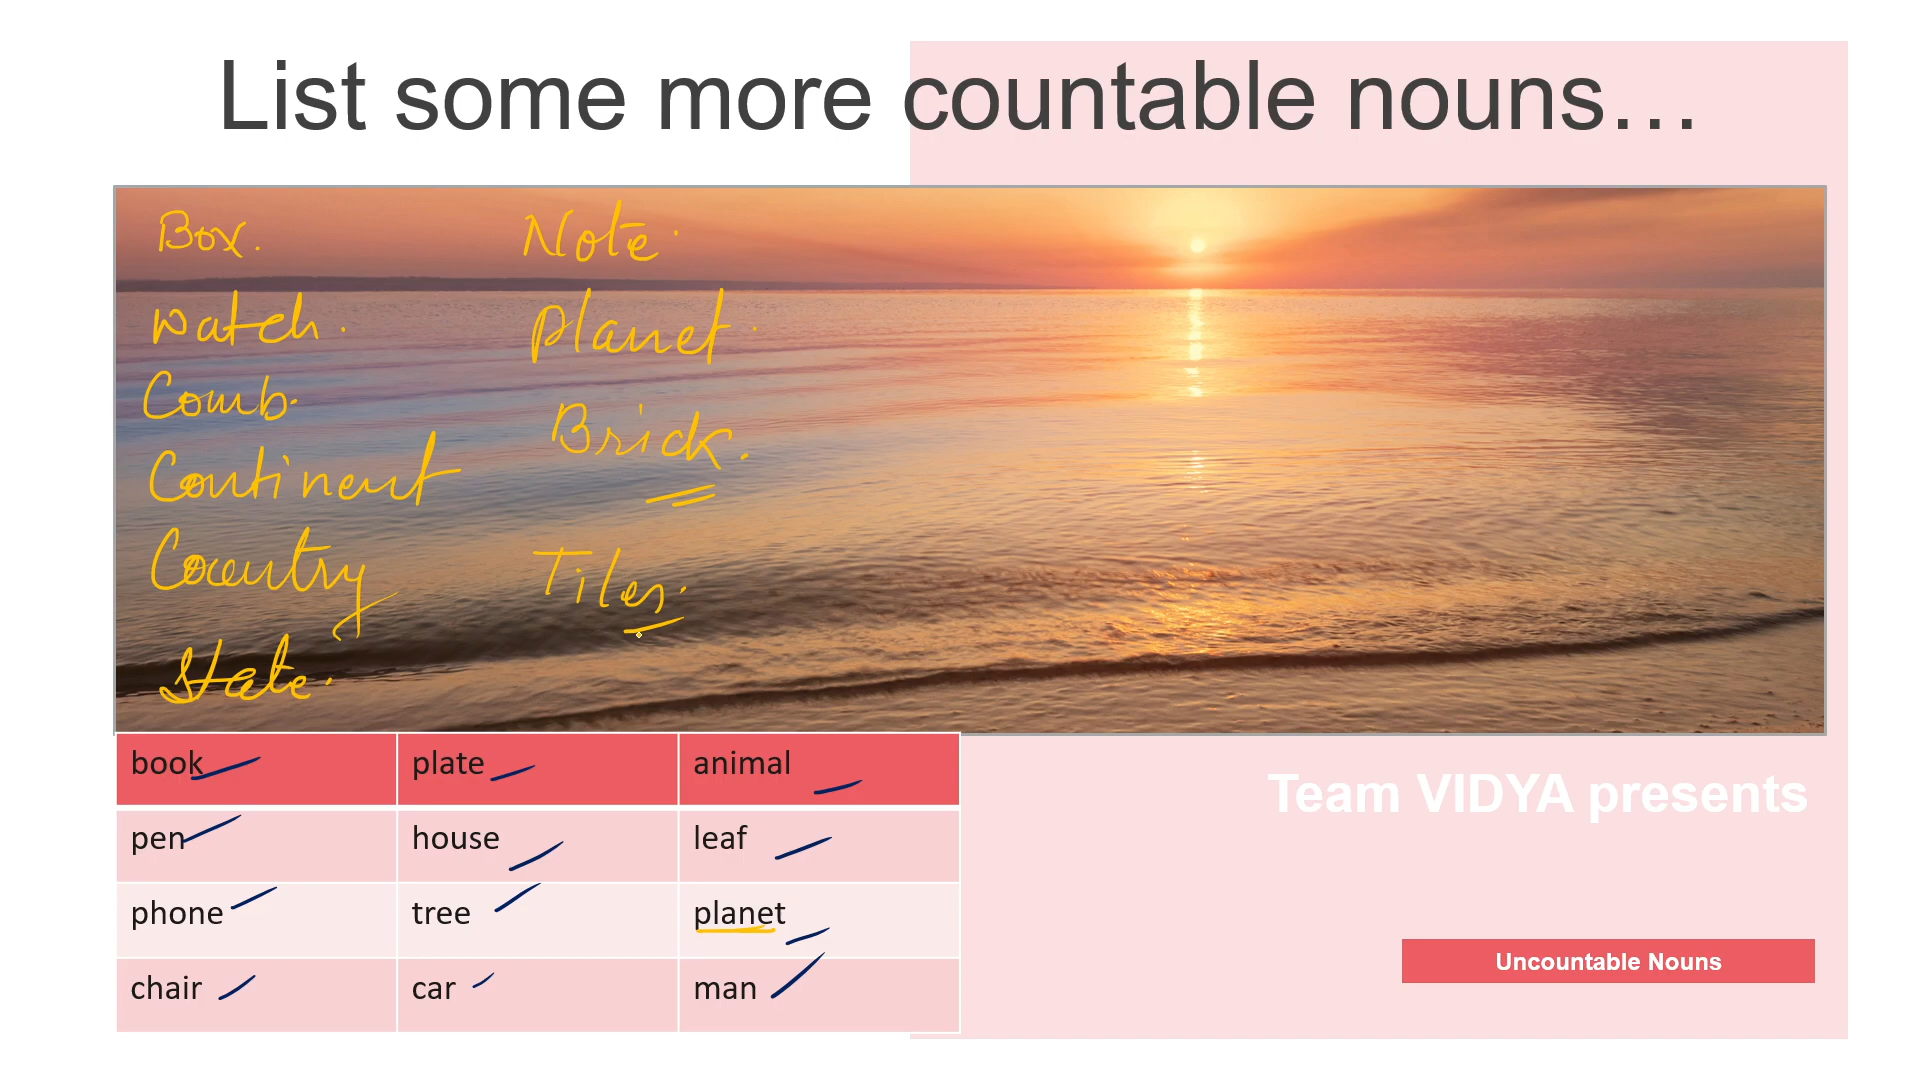 List some more countable nouns…
Box.
Watch.
Comb.
Continent
Country
State.
Note.
Planet.
Brick.
Tiles.
book plate animal
pen house leaf
phone tree planet
chair car man
Team VIDYA presents
Uncountable Nouns